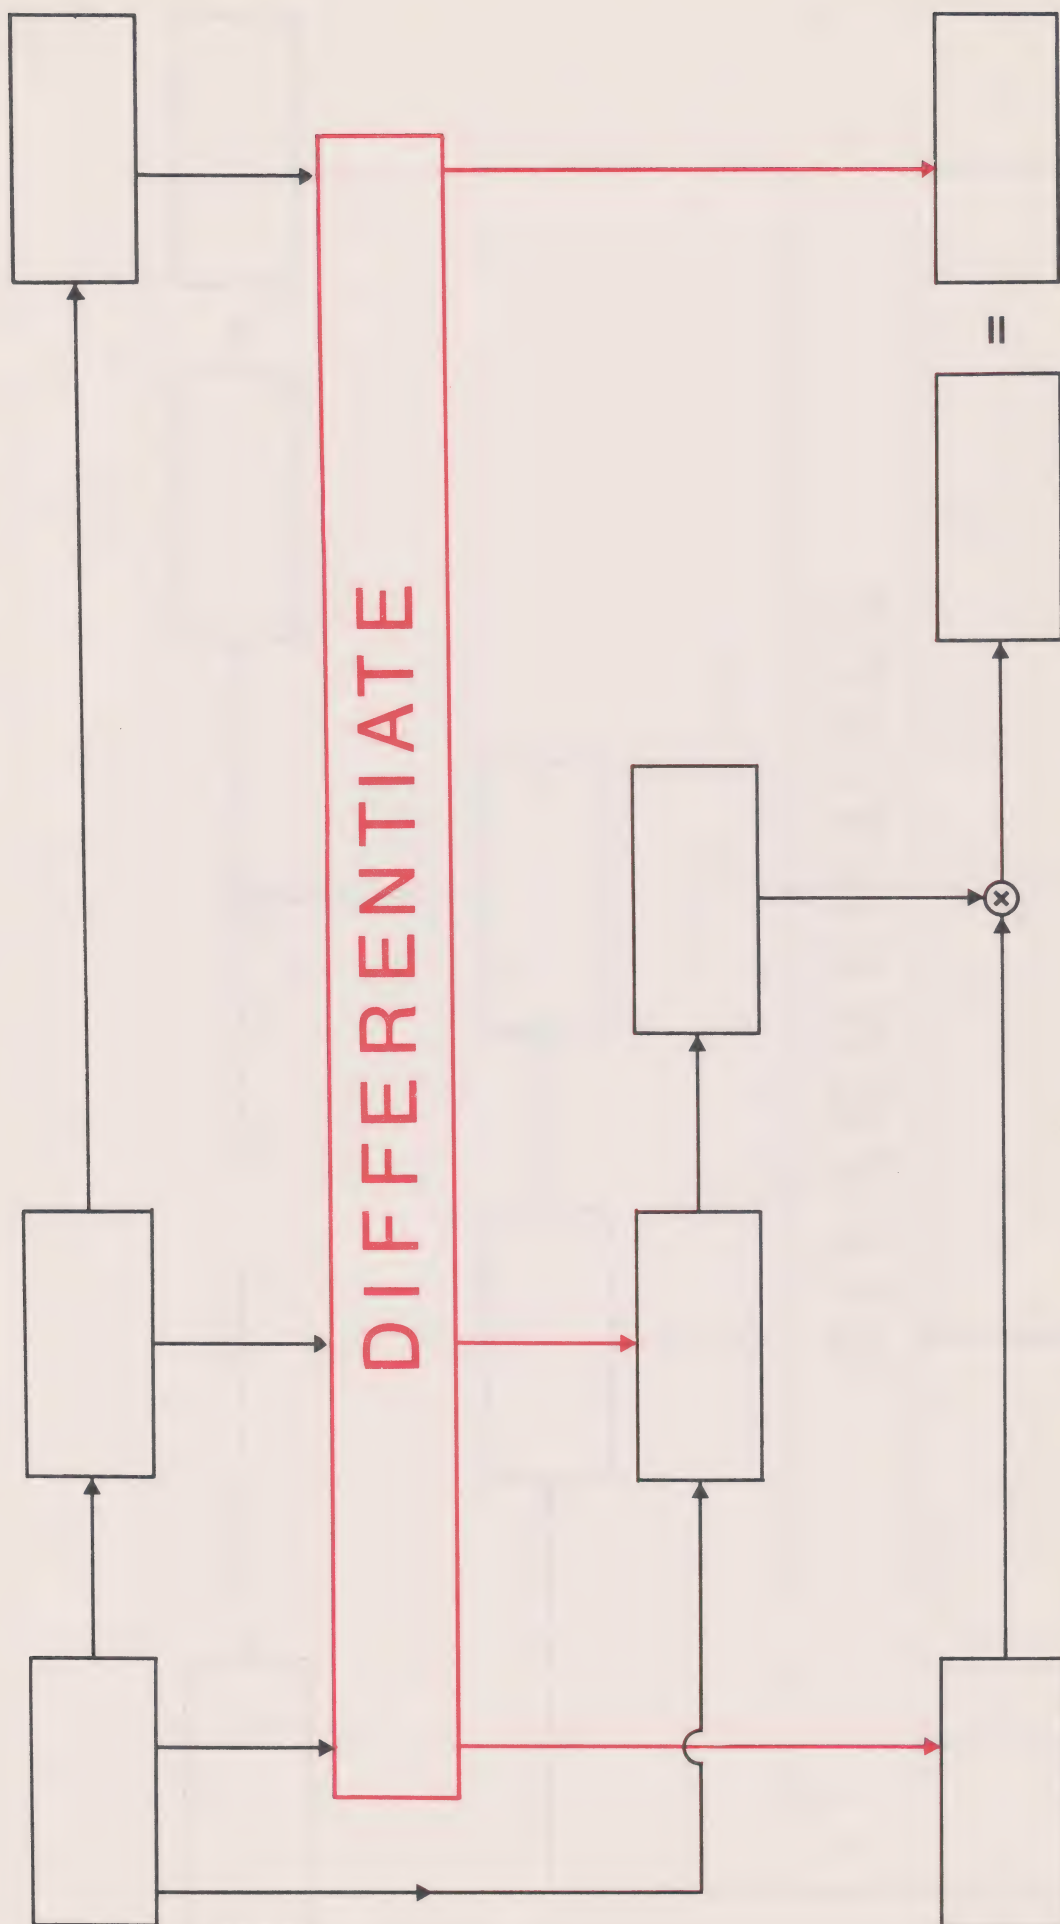 DIFFERENTIATE
=
×